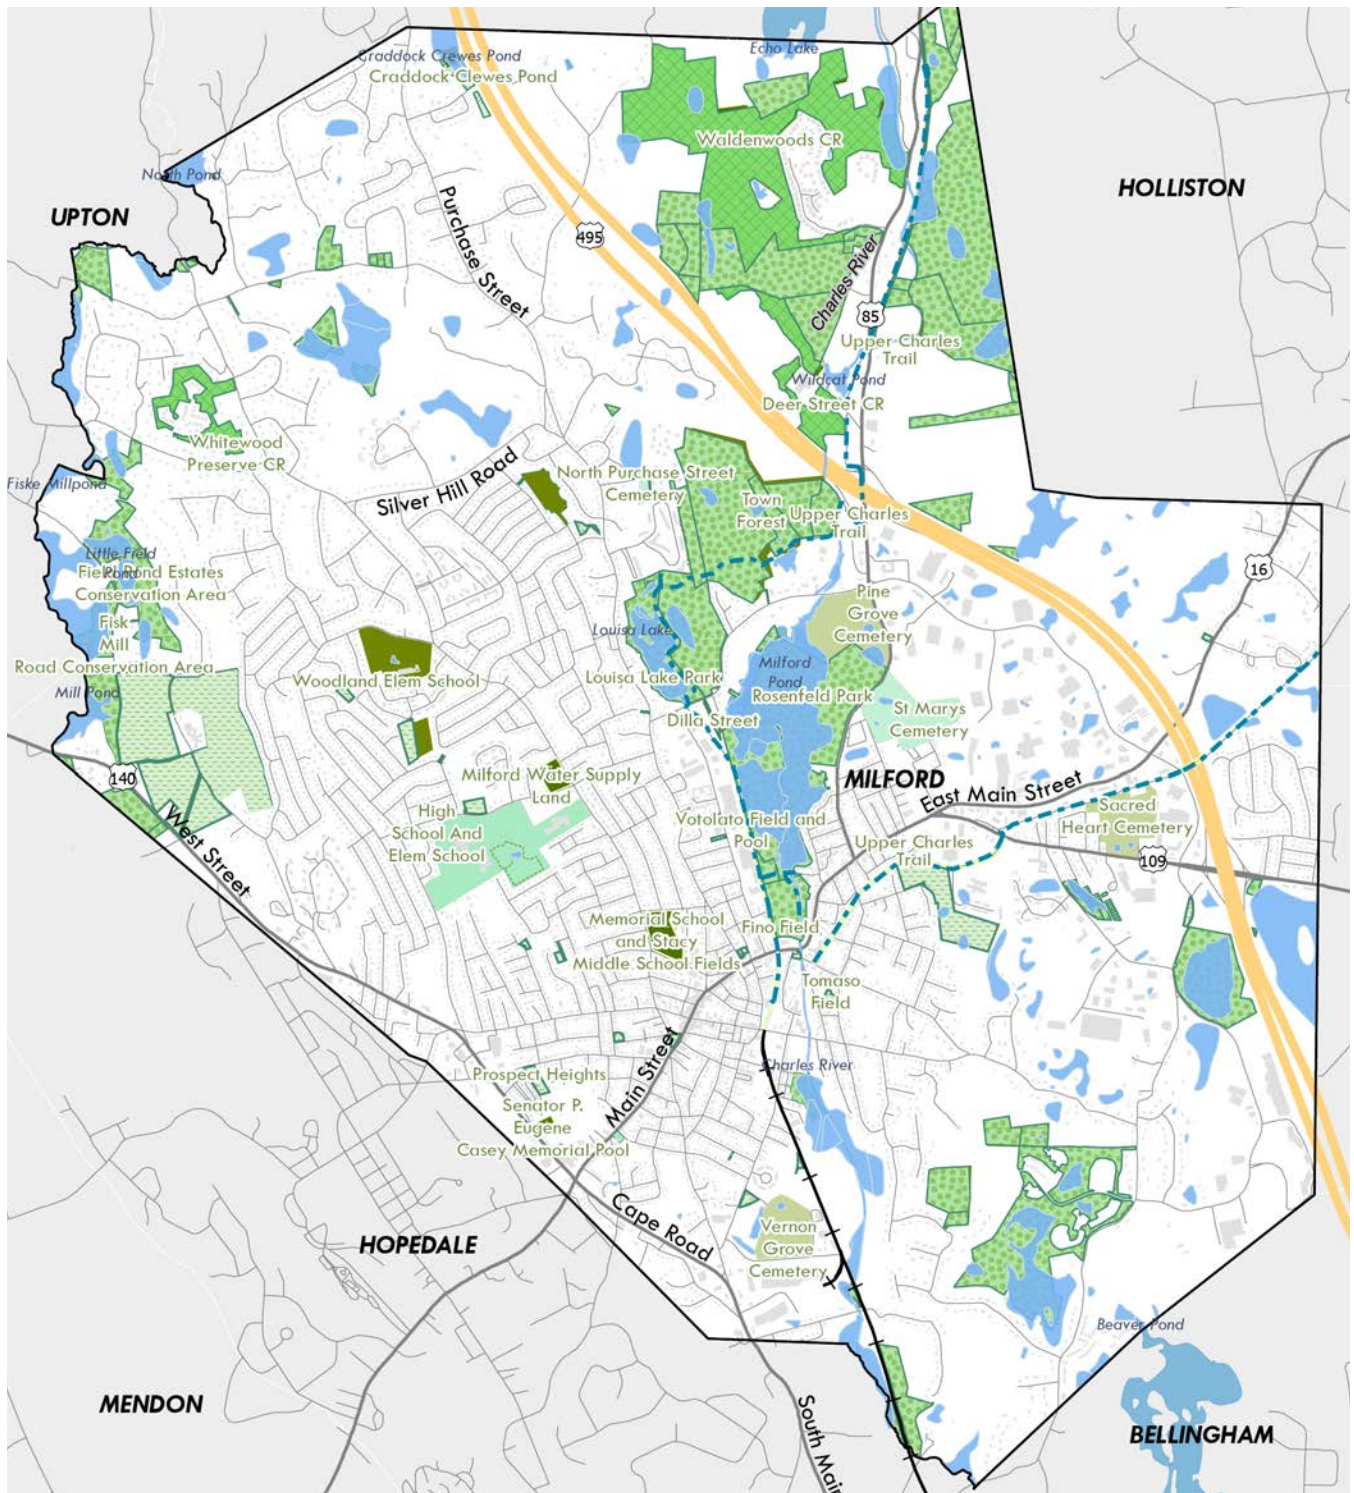 Echo Lake
Craddock Crewes Pond
Craddock Clewes Pond
Waldenwoods CR
North Pond
HOLLISTON
UPTON
Purchase Street
495
Charles River
85
Upper Charles
Trail
Wildcat Pond
Deer Street CR
Whitewood
Preserve CR
Silver Hill Road
North Purchase Street
Cemetery
Fiske Millpond
Town
Forest
Upper Charles
Trail
Little Field
Pond
Field Pond Estates
Conservation Area
16
Pine
Grove
Cemetery
Fisk
Mill
Road Conservation Area
Louisa Lake
Milford
Pond
Woodland Elem School
Louisa Lake Park
Rosenfeld Park
Mill Pond
Dilla Street
St Marys
Cemetery
140
Milford Water Supply
Land
MILFORD
East Main Street
High
School And
Elem School
Votolato Field and
Pool
Sacred
Heart Cemetery
West Street
Upper Charles
Trail
109
Memorial School
and Stacy
Middle School Fields
Fino Field
Tomaso
Field
Main Street
Charles River
Prospect Heights
Senator P.
Eugene
Casey Memorial Pool
Cape Road
Vernon
Grove
Cemetery
HOPEDALE
Beaver Pond
MENDON
South Main
BELLINGHAM